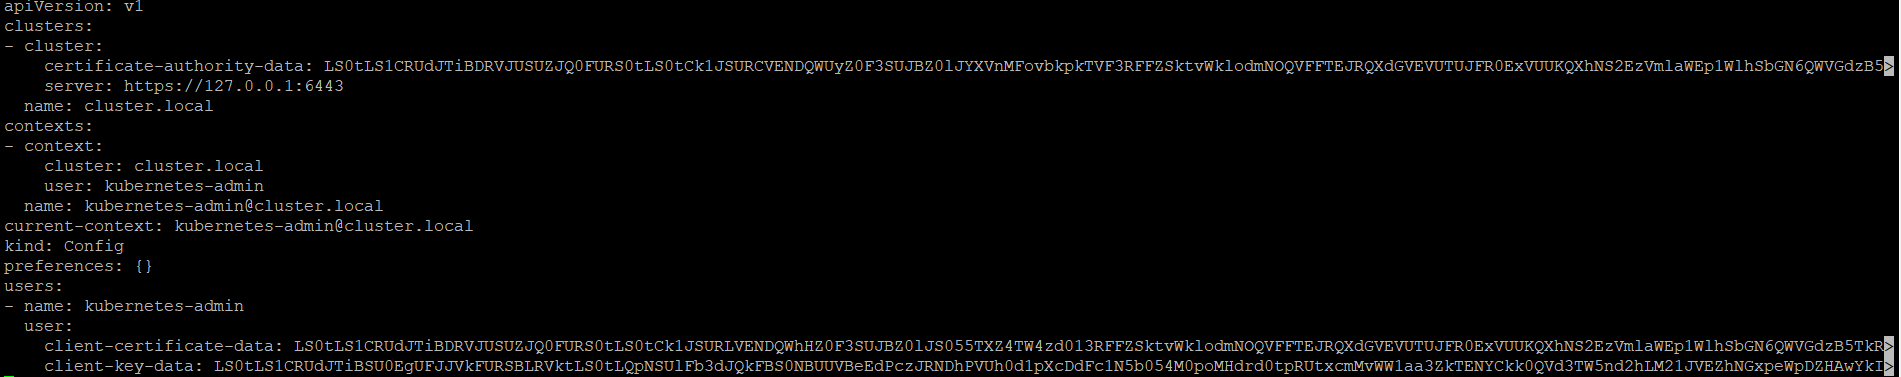 apiVersion: v1
clusters:
- cluster:
    certificate-authority-data: LS0tLS1CRUdJTiBDRVJUSUZJQ0FURS0tLS0tCk1JSURCVENDQWUyZ0F3SUJBZ0lJYXVnMFovbkpkTVF3RFFZSktvWklodmNOQVFFTEJRQXdGVEVUTUJFR0ExVUUKQXhNS2EzVmlaWEp1WlhSbGN6QWVGdzB5>
    server: https://127.0.0.1:6443
  name: cluster.local
contexts:
- context:
    cluster: cluster.local
    user: kubernetes-admin
  name: kubernetes-admin@cluster.local
current-context: kubernetes-admin@cluster.local
kind: Config
preferences: {}
users:
- name: kubernetes-admin
  user:
    client-certificate-data:
    client-key-data: